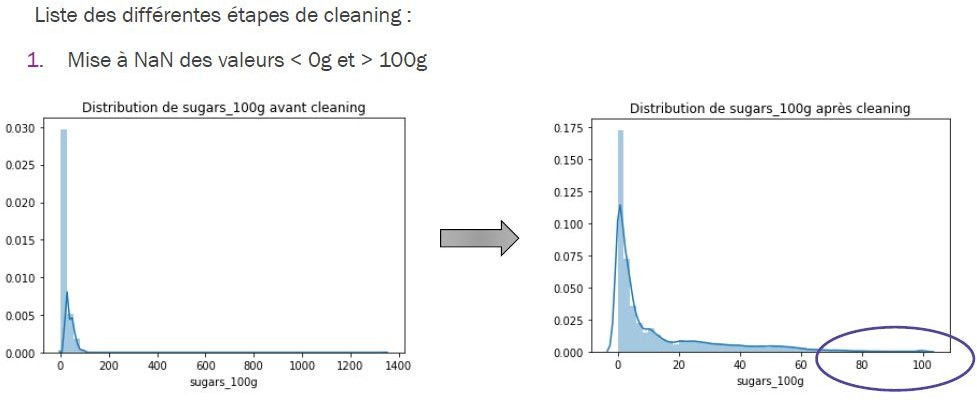 Liste des différentes étapes de cleaning :
1. Mise à NaN des valeurs < 0g et > 100g
Distribution de sugars_100g avant cleaning
0.030
0.025
0.020
0.015
0.010
0.005
0.000
0 200 400 600 800 1000 1200 1400
sugars_100g
Distribution de sugars_100g après cleaning
0.175
0.150
0.125
0.100
0.075
0.050
0.025
0.000
0 20 40 60 80 100
sugars_100g